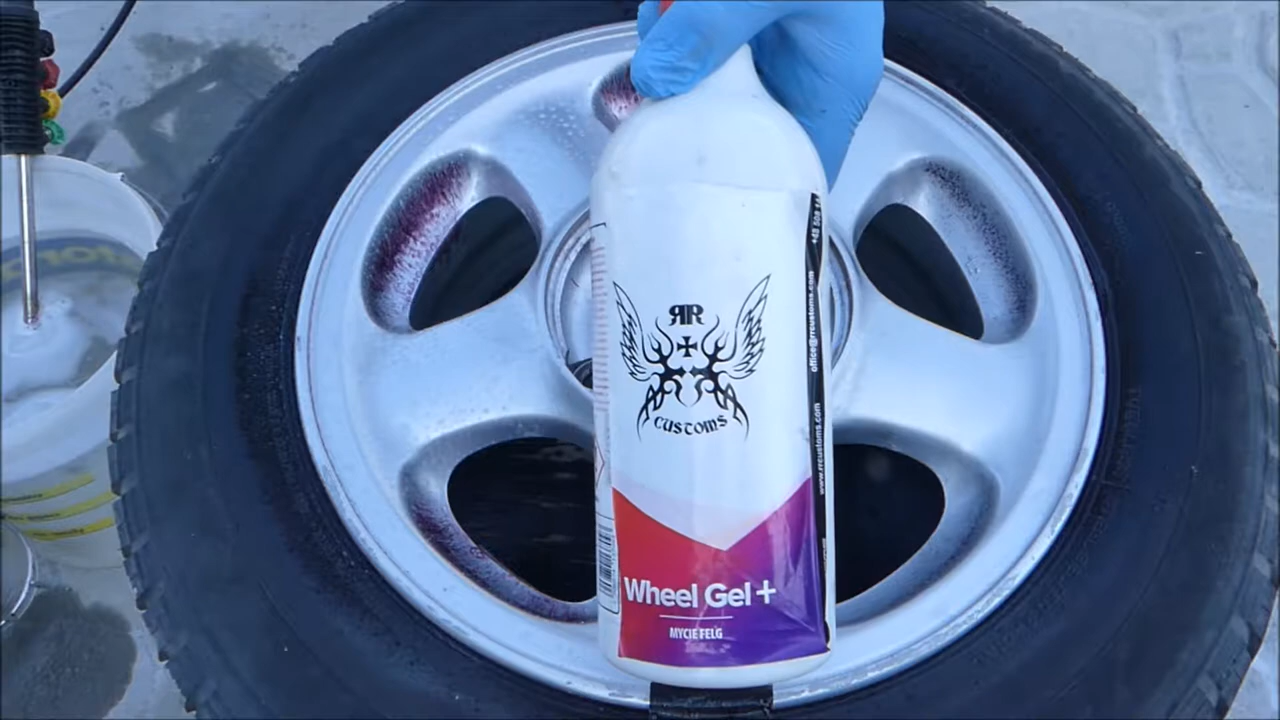 RR
CUSTOMS
Wheel Gel +
MYCIE FELG
www.rrcustoms.com
office@rrcustoms.com